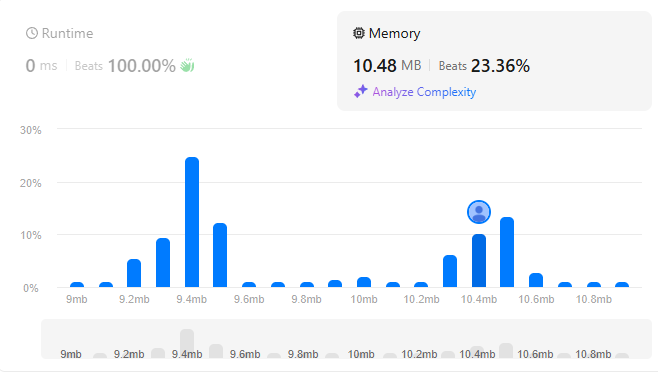 Runtime
0 ms Beats 100.00%
Memory
10.48 MB Beats 23.36%
Analyze Complexity
30%
20%
10%
0%
9mb 9.2mb 9.4mb 9.6mb 9.8mb 10mb 10.2mb 10.4mb 10.6mb 10.8mb
9mb 9.2mb 9.4mb 9.6mb 9.8mb 10mb 10.2mb 10.4mb 10.6mb 10.8mb